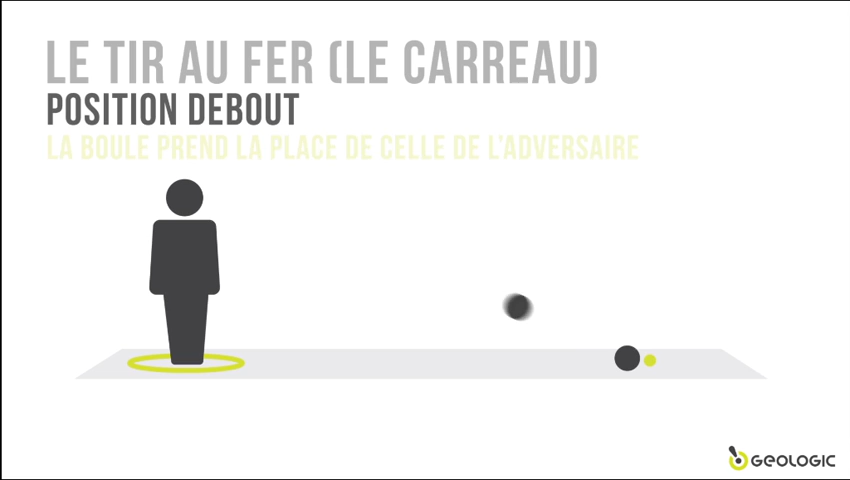 LE TIR AU FER (LE CARREAU)
POSITION DEBOUT
LA BOULE PREND LA PLACE DE CELLE DE L'ADVERSAIRE
GEOLOGIC